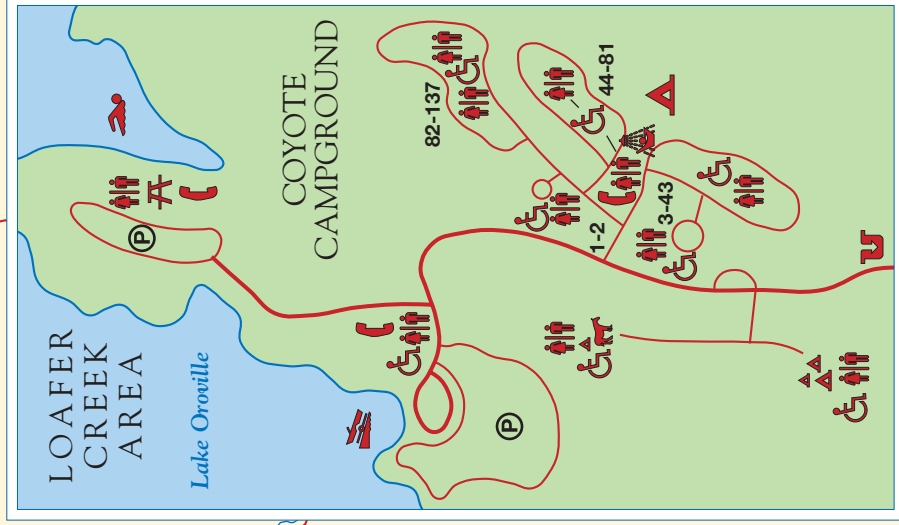 LOAFER
CREEK
AREA
Lake Oroville
COYOTE
CAMPGROUND
82-137
44-81
1-2
3-43
P
P